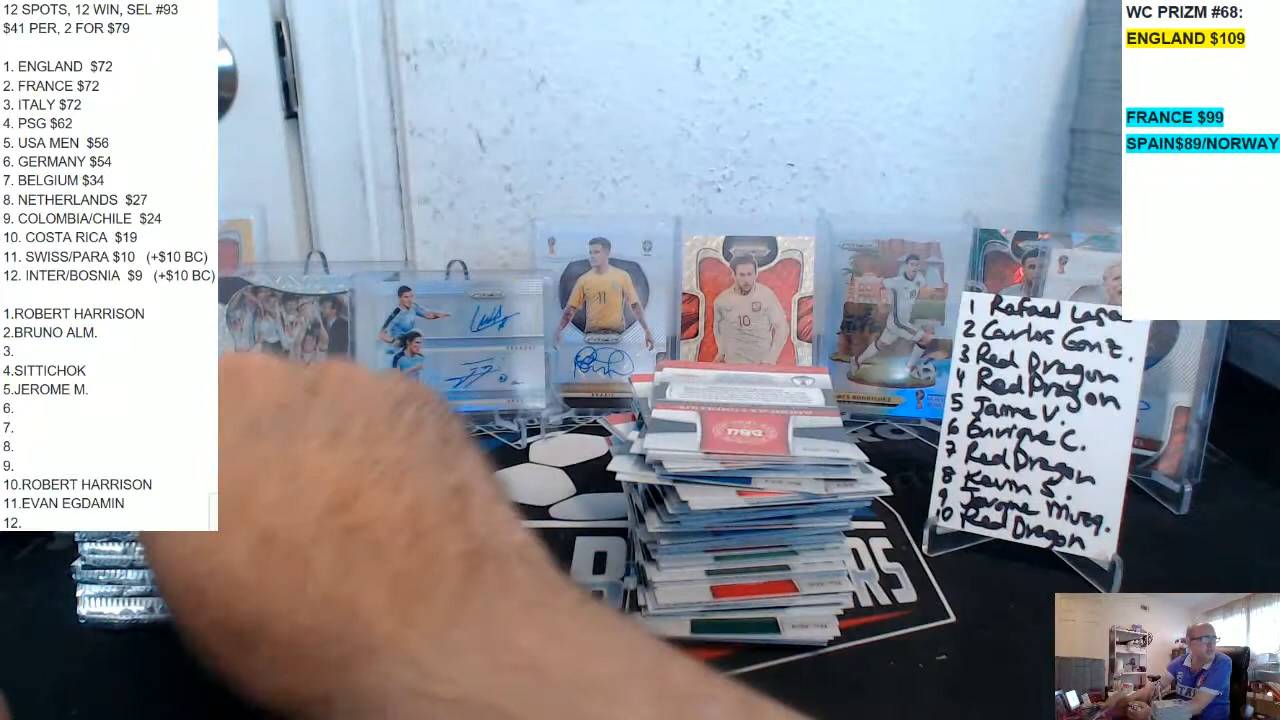 12 SPOTS, 12 WIN, SEL #93
$41 PER, 2 FOR $79
1. ENGLAND $72
2. FRANCE $72
3. ITALY $72
4. PSG $62
5. USA MEN $56
6. GERMANY $54
7. BELGIUM $34
8. NETHERLANDS $27
9. COLOMBIA/CHILE $24
10. COSTA RICA $19
11. SWISS/PARA $10 (+$10 BC)
12. INTER/BOSNIA $9 (+$10 BC)
1.ROBERT HARRISON
2.BRUNO ALM.
3.
4.SITTICHOK
5.JEROME M.
6.
7.
8.
9.
10.ROBERT HARRISON
11.EVAN EGDAMIN
12.
WC PRIZM #68:
ENGLAND $109
FRANCE $99
SPAIN$89/NORWAY
11
10
RODRIGUEZ
1 Rafael
2 Carlos Gonz.
3 Red Dragon
4 Red Dragon
5 Jaime V.
6 Enrique C.
7 Red Dragon
8 Kevin S.
9 Jorge
10 Red Dragon